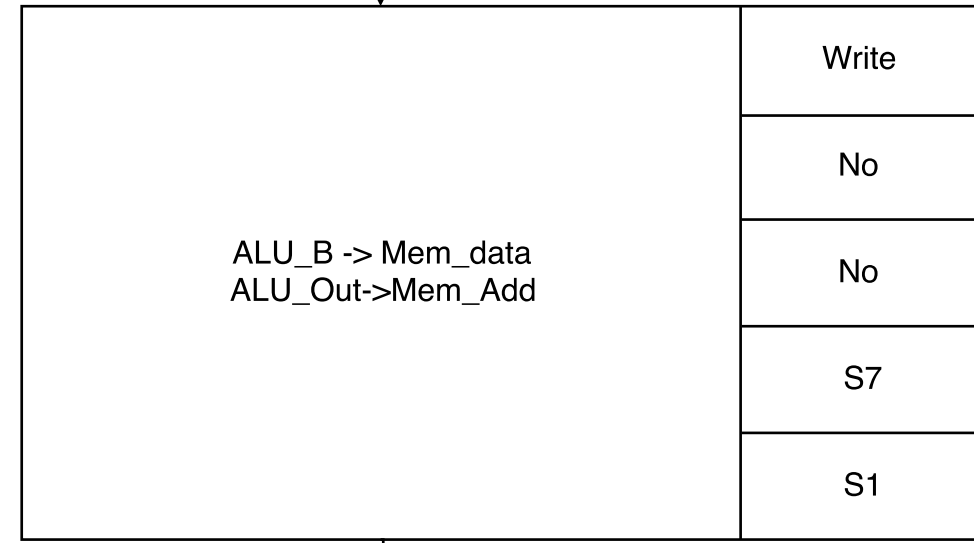 ALU_B -> Mem_data
ALU_Out->Mem_Add
Write
No
No
S7
S1